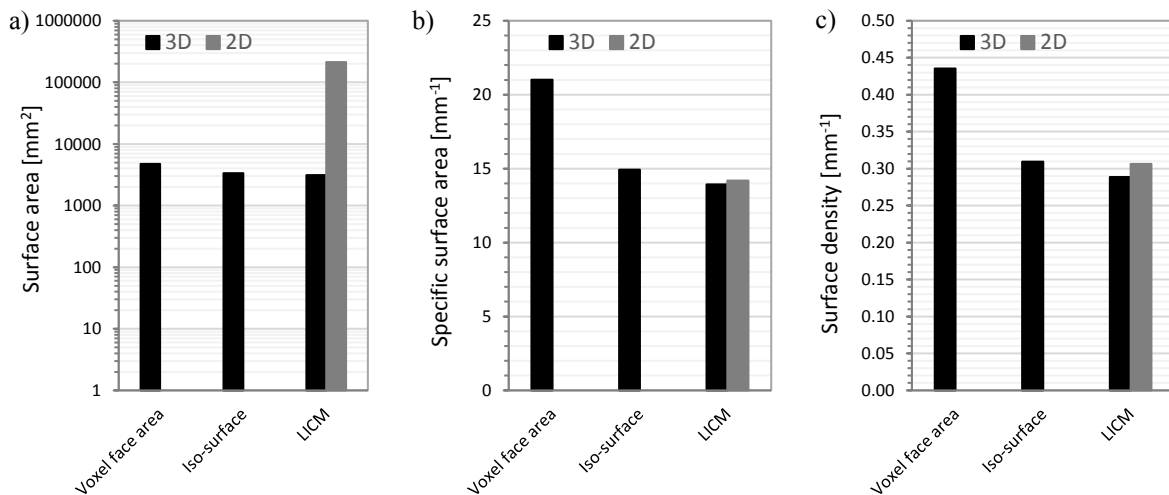 a)
Surface area [mm²]
1000000
100000
10000
1000
100
10
1
3D 2D
Voxel face area
Iso-surface
LICM
b)
Specific surface area [mm⁻¹]
25
20
15
10
5
0
3D 2D
Voxel face area
Iso-surface
LICM
c)
Surface density [mm⁻¹]
0.50
0.45
0.40
0.35
0.30
0.25
0.20
0.15
0.10
0.05
0.00
3D 2D
Voxel face area
Iso-surface
LICM